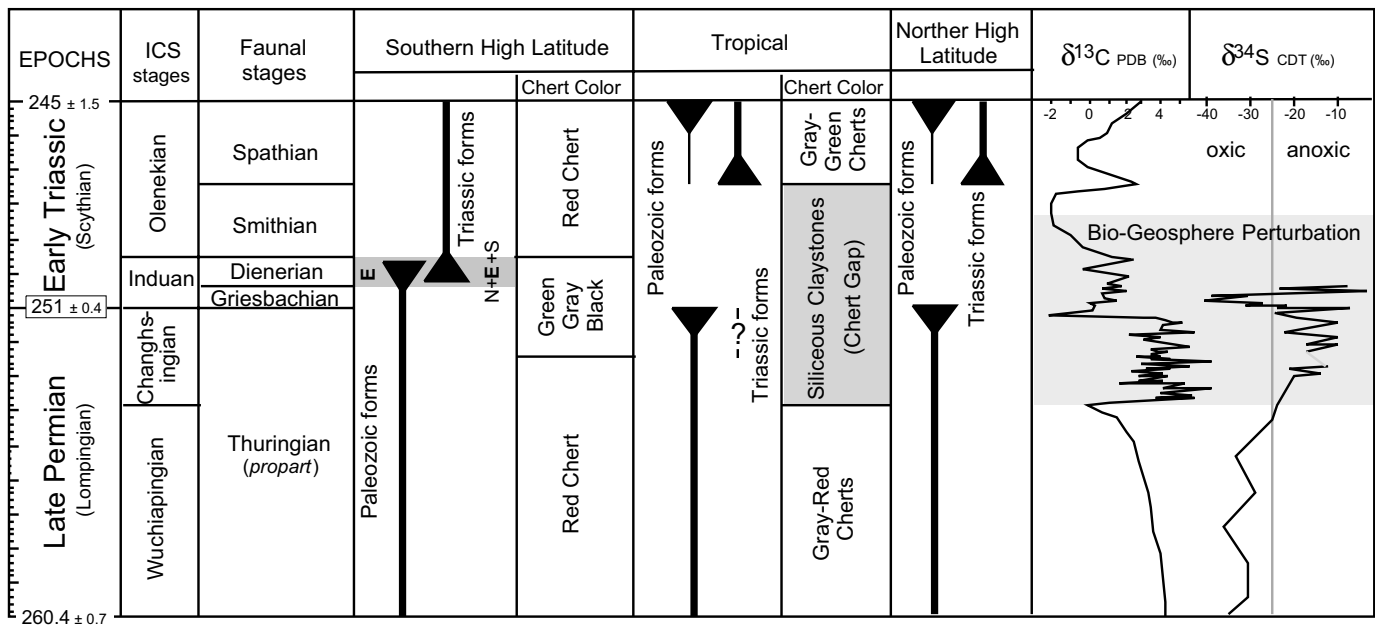 EPOCHS
ICS
stages
Faunal
stages
Southern High Latitude
Chert Color
Tropical
Chert Color
Norther High
Latitude
δ13C PDB (‰)
δ34S CDT (‰)
245 ± 1.5
251 ± 0.4
260.4 ± 0.7
Early Triassic
(Scythian)
Late Permian
(Lompingian)
Olenekian
Induan
Changhs-
ingian
Wuchiapingian
Spathian
Smithian
Dienerian
Griesbachian
Thuringian
(propart)
Paleozoic forms
E
Triassic forms
N+E+S
Red Chert
Green
Gray
Black
Red Chert
Paleozoic forms
?
Triassic forms
Gray-
Green
Cherts
Siliceous Claystones
(Chert Gap)
Gray-Red
Cherts
Paleozoic forms
Triassic forms
-2 0 2 4
-40 -20 -10
oxic
anoxic
Bio-Geosphere Perturbation